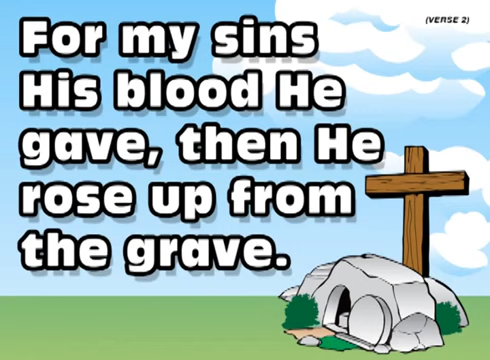 (VERSE 2)
For my sins
His blood He
gave, then He
rose up from
the grave.